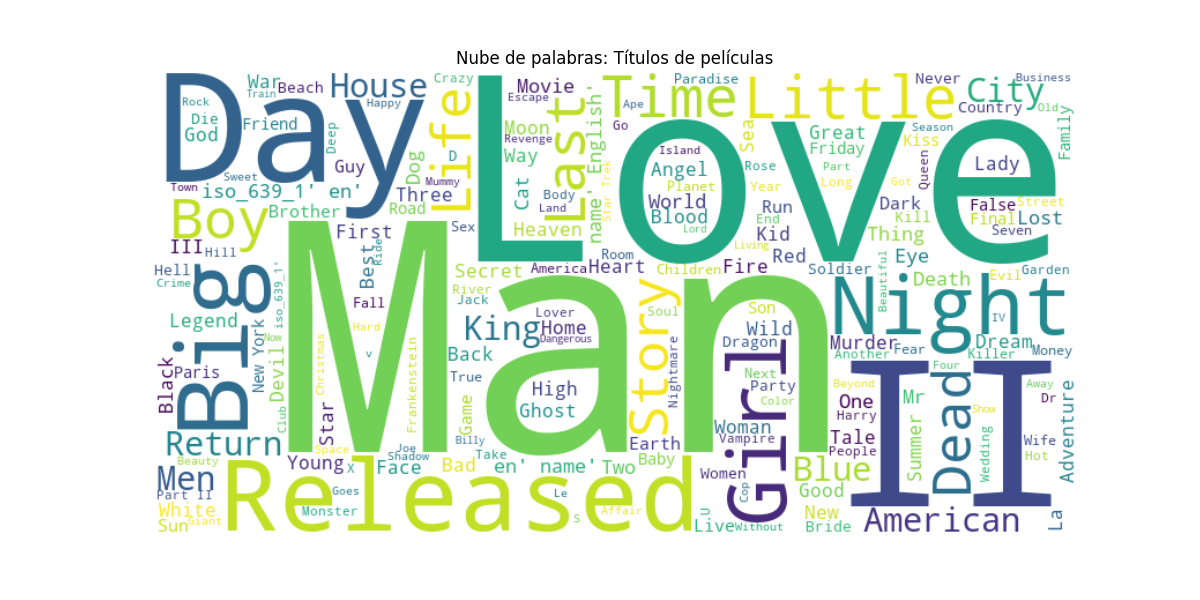 Nube de palabras: Títulos de películas
Day
Love
Man
Time
Little
City
Business
Paradise
Never
Country
Old
Family
House
War
Beach
Train
Rock
Die
God
Friend
Happy
Deep
Guy
Sweet
Town
iso_639_1' en'
Crazy
Life
Dog
D
Mummy
Three
Road
Movie
Escape
Moon
Revenge
Way
Cat
Last
Body
Land
Heaven
name' English'
Star Trek
Ape
Go
Sea
Island
Angel
Planet
World
Blood
Lord
Rose
Year
Run
End
Kid
Living
Great
Friday
Part
Long
Season
Kiss
Queen
Got
Dark
Kill
Thing
Lady
False
Final
Street
Lost
Seven
Boy
Brother
III
Hill
First
Sex
Best
Ride
Secret
America
Heart
Room
Children
Fire
Red
Soldier
Eye
Beautiful
Death
Evil
Garden
Hell
Crime
Big
iso_639_1'
Legend
New York
Now
Devil
Fall
Hard
v
Christmas
Frankenstein
River
Jack
King
Lover
Home
Dangerous
Back
True
High
Ghost
Game
Story
Soul
Nightmare
Son
Wild
Dragon
Girl
Next
Party
Color
Night
IV
Murder
Another
Fear
Dream
Killer
Money
Black
Paris
Club
Star
Space
Return
Beauty
Young
X
Joe
Shadow
Face
Billy
Bad
Take
en' name'
Two
Earth
Baby
Woman
Vampire
Women
Cop
II
Beyond
One
Harry
Tale
People
Mr
Summer
Four
Dead
Show
Wedding
Away
Dr
Wife
Hot
Adventure
Men
Part II
White
Sun
Giant
Released
Goes
Monster
Le
S
Affair
U
Live
Without
Blue
Good
New
Bride
American
La